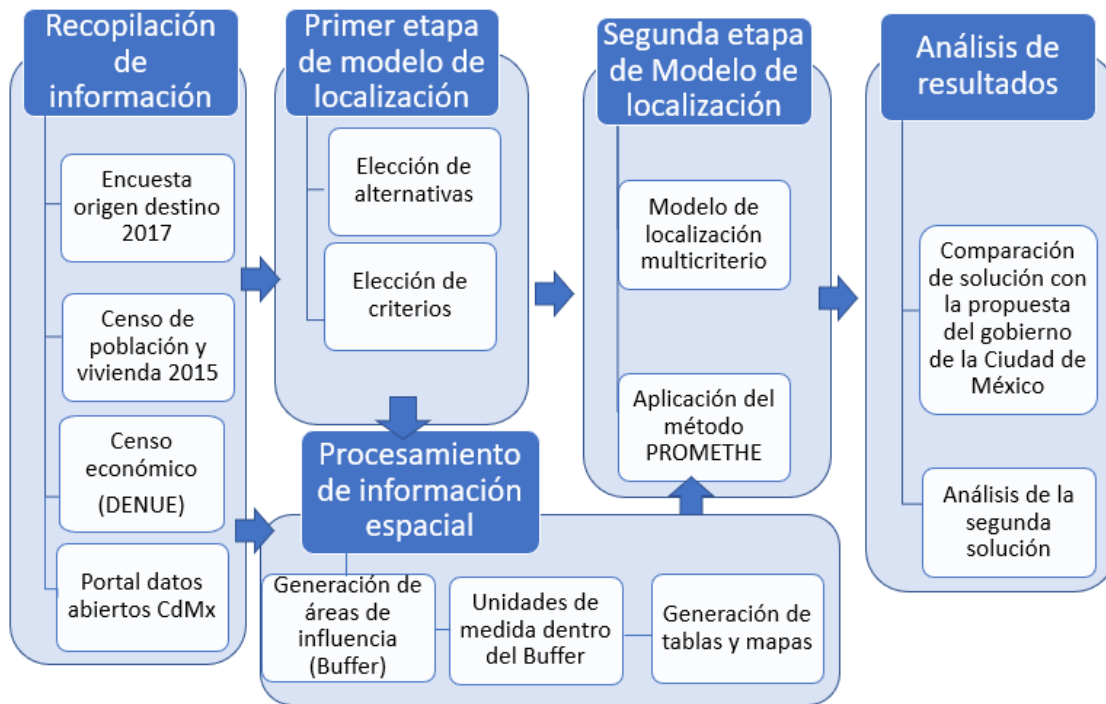 Recopilación
de
información
Encuesta
origen destino
2017
Censo de
población y
vivienda 2015
Censo
económico
(DENUE)
Portal datos
abiertos CdMx
Primer etapa
de modelo de
localización
Elección de
alternativas
Elección de
criterios
Procesamiento
de información
espacial
Generación de
áreas de
influencia
(Buffer)
Unidades de
medida dentro
del Buffer
Generación de
tablas y mapas
Segunda etapa
de Modelo de
localización
Modelo de
localización
multicriterio
Aplicación del
método
PROMETHE
Análisis de
resultados
Comparación
de solución con
la propuesta
del gobierno
de la Ciudad de
México
Análisis de la
segunda
solución